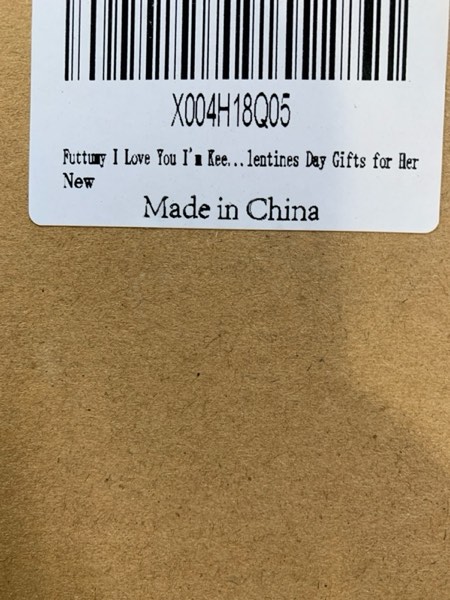 X004H18Q05
Futtumy I Love You I'm Kee...lentines Day Gifts for Her
New
Made in China